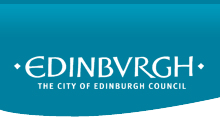 ·EDINBVRGH·
THE CITY OF EDINBURGH COUNCIL